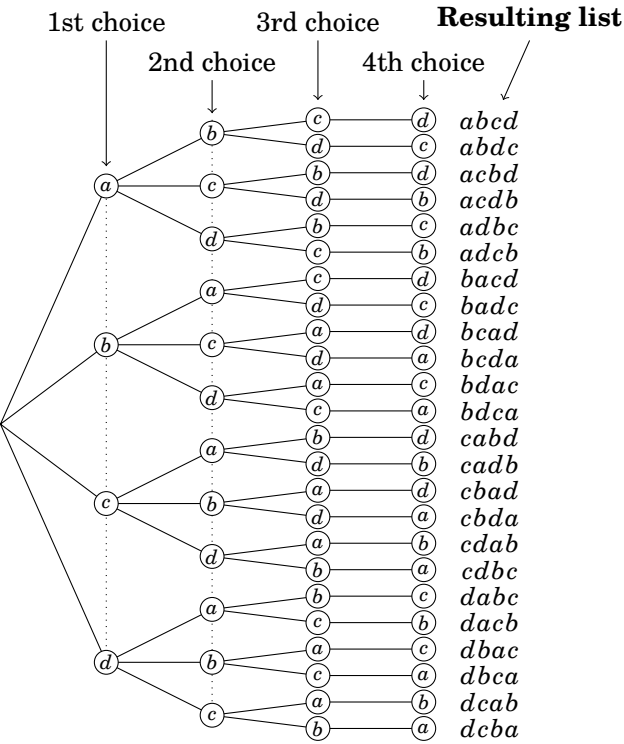 1st choice 3rd choice Resulting list
2nd choice 4th choice
c d abcd
b
d c abdc
b d acbd
a c
d b acdb
b c adbc
d
c b adcb
c d bacd
a
d c badc
a d bcad
b c
d a bcda
a c bdac
d
c a bdca
b d cabd
a
d b cadb
a d cbad
c b
d a cbda
a b cdab
d
b a cdbc
b c dabc
a
c b dacb
a c dbac
d b
c a dbca
a b dcab
c
b a dcba